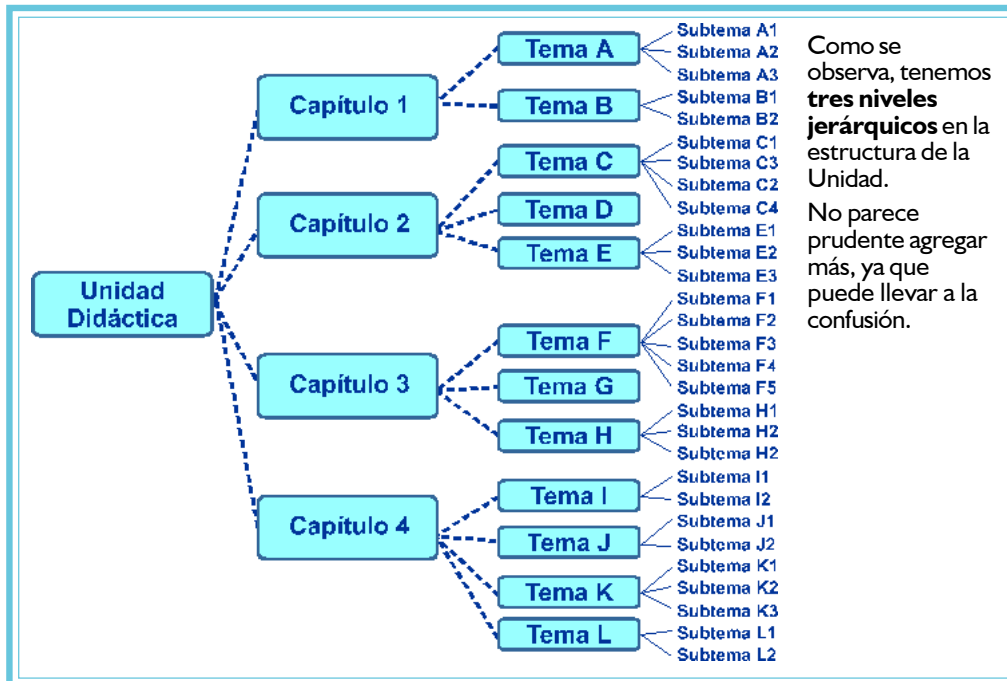 Unidad
Didáctica
Capítulo 1
Tema A
Subtema A1
Subtema A2
Subtema A3
Tema B
Subtema B1
Subtema B2
Capítulo 2
Tema C
Subtema C1
Subtema C3
Subtema C2
Subtema C4
Tema D
Tema E
Subtema E1
Subtema E2
Subtema E3
Capítulo 3
Tema F
Subtema F1
Subtema F2
Subtema F3
Subtema F4
Subtema F5
Tema G
Tema H
Subtema H1
Subtema H2
Subtema H2
Capítulo 4
Tema I
Subtema I1
Subtema I2
Tema J
Subtema J1
Subtema J2
Tema K
Subtema K1
Subtema K2
Subtema K3
Tema L
Subtema L1
Subtema L2
Como se
observa, tenemos
tres niveles
jerárquicos en la
estructura de la
Unidad.
No parece
prudente agregar
más, ya que
puede llevar a la
confusión.